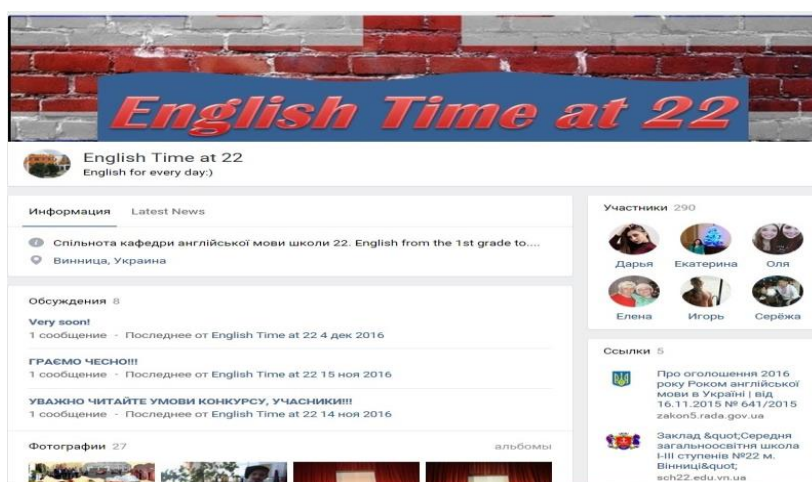 English Time at 22
English Time at 22
English for every day:)
Информация Latest News
Спільнота кафедри англійської мови школи 22. English from the 1st grade to....
Винница, Украина
Обсуждения 8
Very soon!
1 сообщение - Последнее от English Time at 22 4 дек 2016
ГРАЄМО ЧЕСНО!!!
1 сообщение - Последнее от English Time at 22 15 ноя 2016
УВАЖНО ЧИТАЙТЕ УМОВИ КОНКУРСУ, УЧАСНИКИ!!!
1 сообщение - Последнее от English Time at 22 14 ноя 2016
Фотографии 27 альбомы
Участники 290
Дарья Екатерина Оля
Елена Игорь Серёжа
Ссылки 5
Про оголошення 2016
року Роком англійської
мови в Україні | від
16.11.2015 № 641/2015
zakon5.rada.gov.ua
Заклад &quot;Середня
загальноосвітня школа
І-ІІІ ступенів №22 м.
Вінниці&quot;
sch22.edu.vn.ua